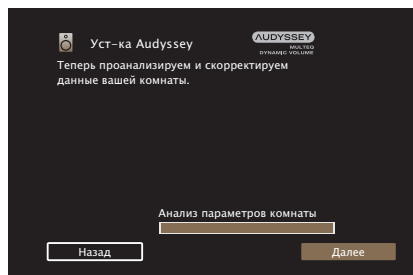 Уст-ка Audyssey
AUDYSSEY
MULTEQ
DYNAMIC VOLUME
Теперь проанализируем и скорректируем
данные вашей комнаты.
Анализ параметров комнаты
Назад
Далее